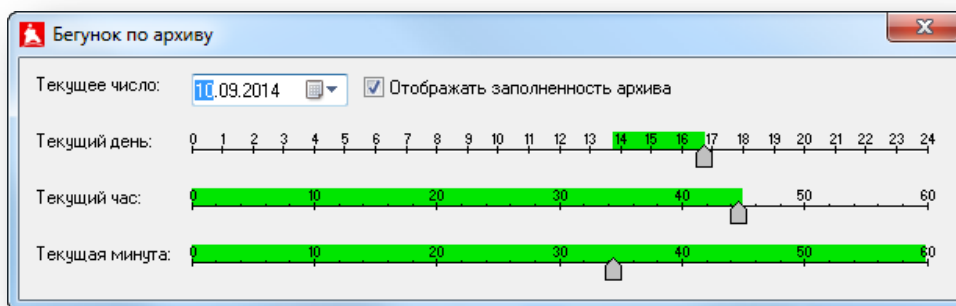 Бегунок по архиву
Текущее число: 10.09.2014 Отображать заполненность архива
Текущий день: 0 1 2 3 4 5 6 7 8 9 10 11 12 13 14 15 16 17 18 19 20 21 22 23 24
Текущий час: 0 10 20 30 40 50 60
Текущая минута: 0 10 20 30 40 50 60